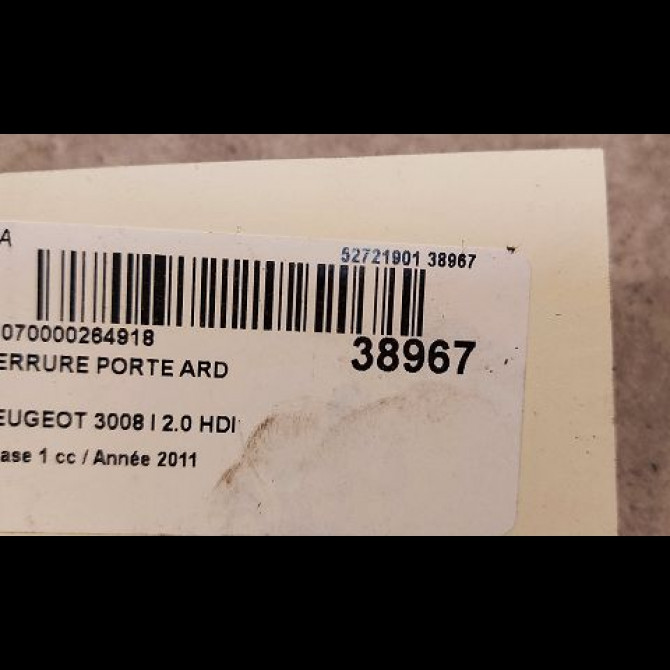 A
52721901 38967
070000264918
38967
ERRURE PORTE ARD
EUGEOT 3008 I 2.0 HDI
ase 1 cc / Année 2011